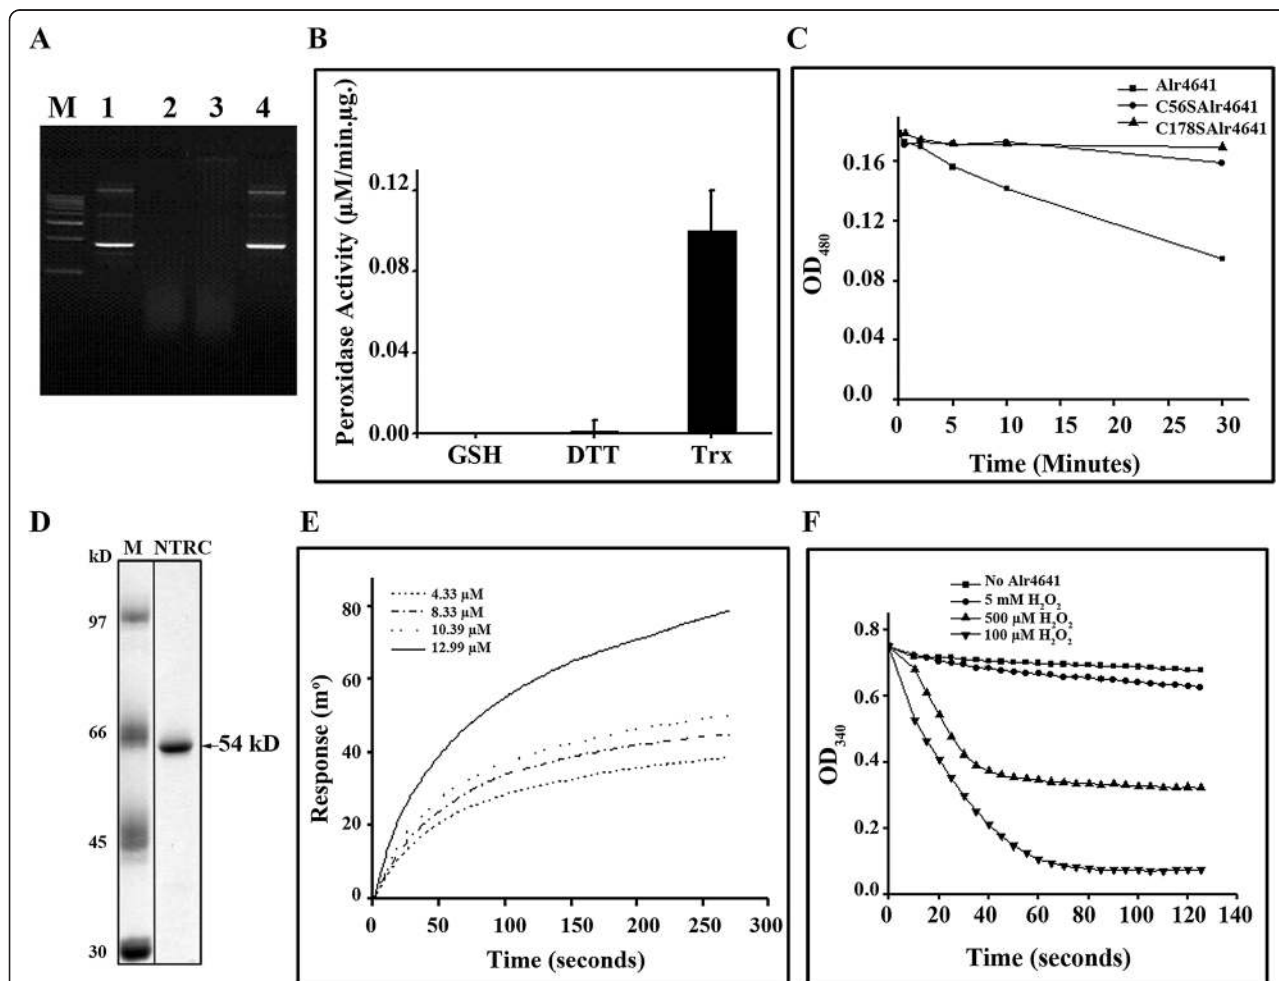 A
M 1 2 3 4
B
Peroxidase Activity (µM/min.µg.)
0.12
0.08
0.04
0.00
GSH DTT Trx
C
Alr4641
C56SAlr4641
C178SAlr4641
OD480
0.16
0.12
0.08
0.04
0.0
0 5 10 15 20 25 30
Time (Minutes)
D
kD M NTRC
97
66
54 kD
45
30
E
4.33 µM
8.33 µM
10.39 µM
12.99 µM
Response (mº)
80
60
40
20
0
0 50 100 150 200 250 300
Time (seconds)
F
No Alr4641
5 mM H2O2
500 µM H2O2
100 µM H2O2
OD340
0.8
0.6
0.4
0.2
0.0
0 20 40 60 80 100 120 140
Time (seconds)